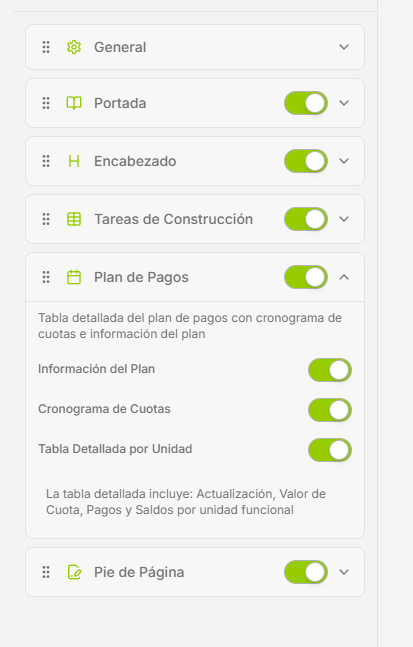 General
Portada
Encabezado
Tareas de Construcción
Plan de Pagos
Tabla detallada del plan de pagos con cronograma de
cuotas e información del plan
Información del Plan
Cronograma de Cuotas
Tabla Detallada por Unidad
La tabla detallada incluye: Actualización, Valor de
Cuota, Pagos y Saldos por unidad funcional
Pie de Página